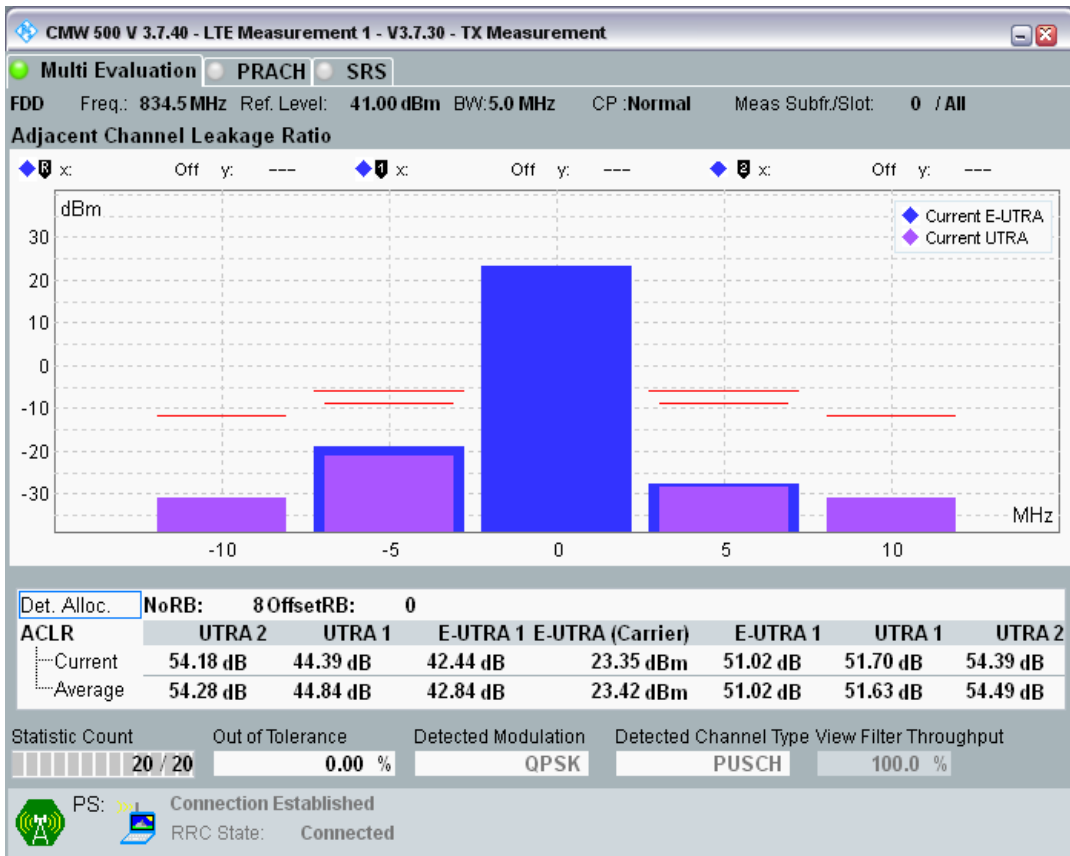 CMW 500 V 3.7.40 - LTE Measurement 1 - V3.7.30 - TX Measurement
Multi Evaluation PRACH SRS
FDD Freq.: 834.5 MHz Ref. Level: 41.00 dBm BW:5.0 MHz CP :Normal Meas Subfr./Slot: 0 / All
Adjacent Channel Leakage Ratio
R x: Off y: --- 1 x: Off y: --- 2 x: Off y: ---
dBm
Current E-UTRA
Current UTRA
30
20
10
0
-10
-20
-30
MHz
-10 -5 0 5 10
Det. Alloc. NoRB: 8 OffsetRB: 0
ACLR UTRA 2 UTRA 1 E-UTRA 1 E-UTRA (Carrier) E-UTRA 1 UTRA 1 UTRA 2
Current 54.18 dB 44.39 dB 42.44 dB 23.35 dBm 51.02 dB 51.70 dB 54.39 dB
Average 54.28 dB 44.84 dB 42.84 dB 23.42 dBm 51.02 dB 51.63 dB 54.49 dB
Statistic Count Out of Tolerance Detected Modulation Detected Channel Type View Filter Throughput
20 / 20 0.00 % QPSK PUSCH 100.0 %
PS: Connection Established
RRC State: Connected